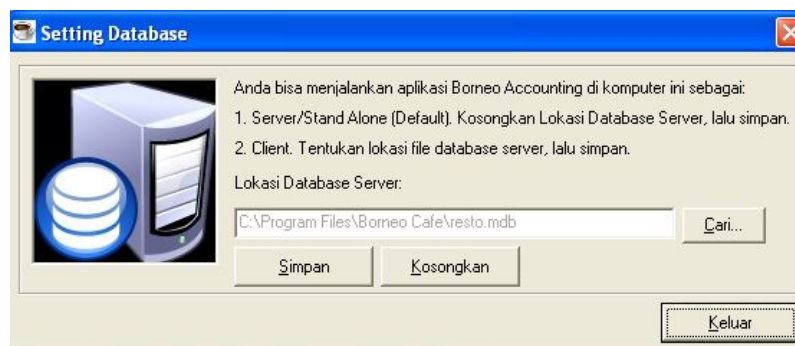 Setting Database
Anda bisa menjalankan aplikasi Borneo Accounting di komputer ini sebagai:
1. Server/Stand Alone (Default). Kosongkan Lokasi Database Server, lalu simpan.
2. Client. Tentukan lokasi file database server, lalu simpan.
Lokasi Database Server:
C:\Program Files\Borneo Cafe\resto.mdb
Cari...
Simpan
Kosongkan
Keluar